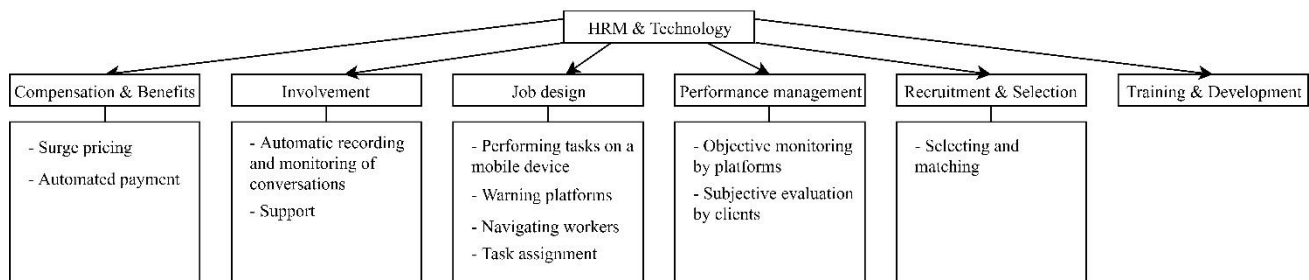 HRM & Technology
Compensation & Benefits
Involvement
Job design
Performance management
Recruitment & Selection
Training & Development
- Surge pricing
- Automated payment
- Automatic recording
and monitoring of
conversations
- Support
- Performing tasks on a
mobile device
- Warning platforms
- Navigating workers
- Task assignment
- Objective monitoring
by platforms
- Subjective evaluation
by clients
- Selecting and
matching